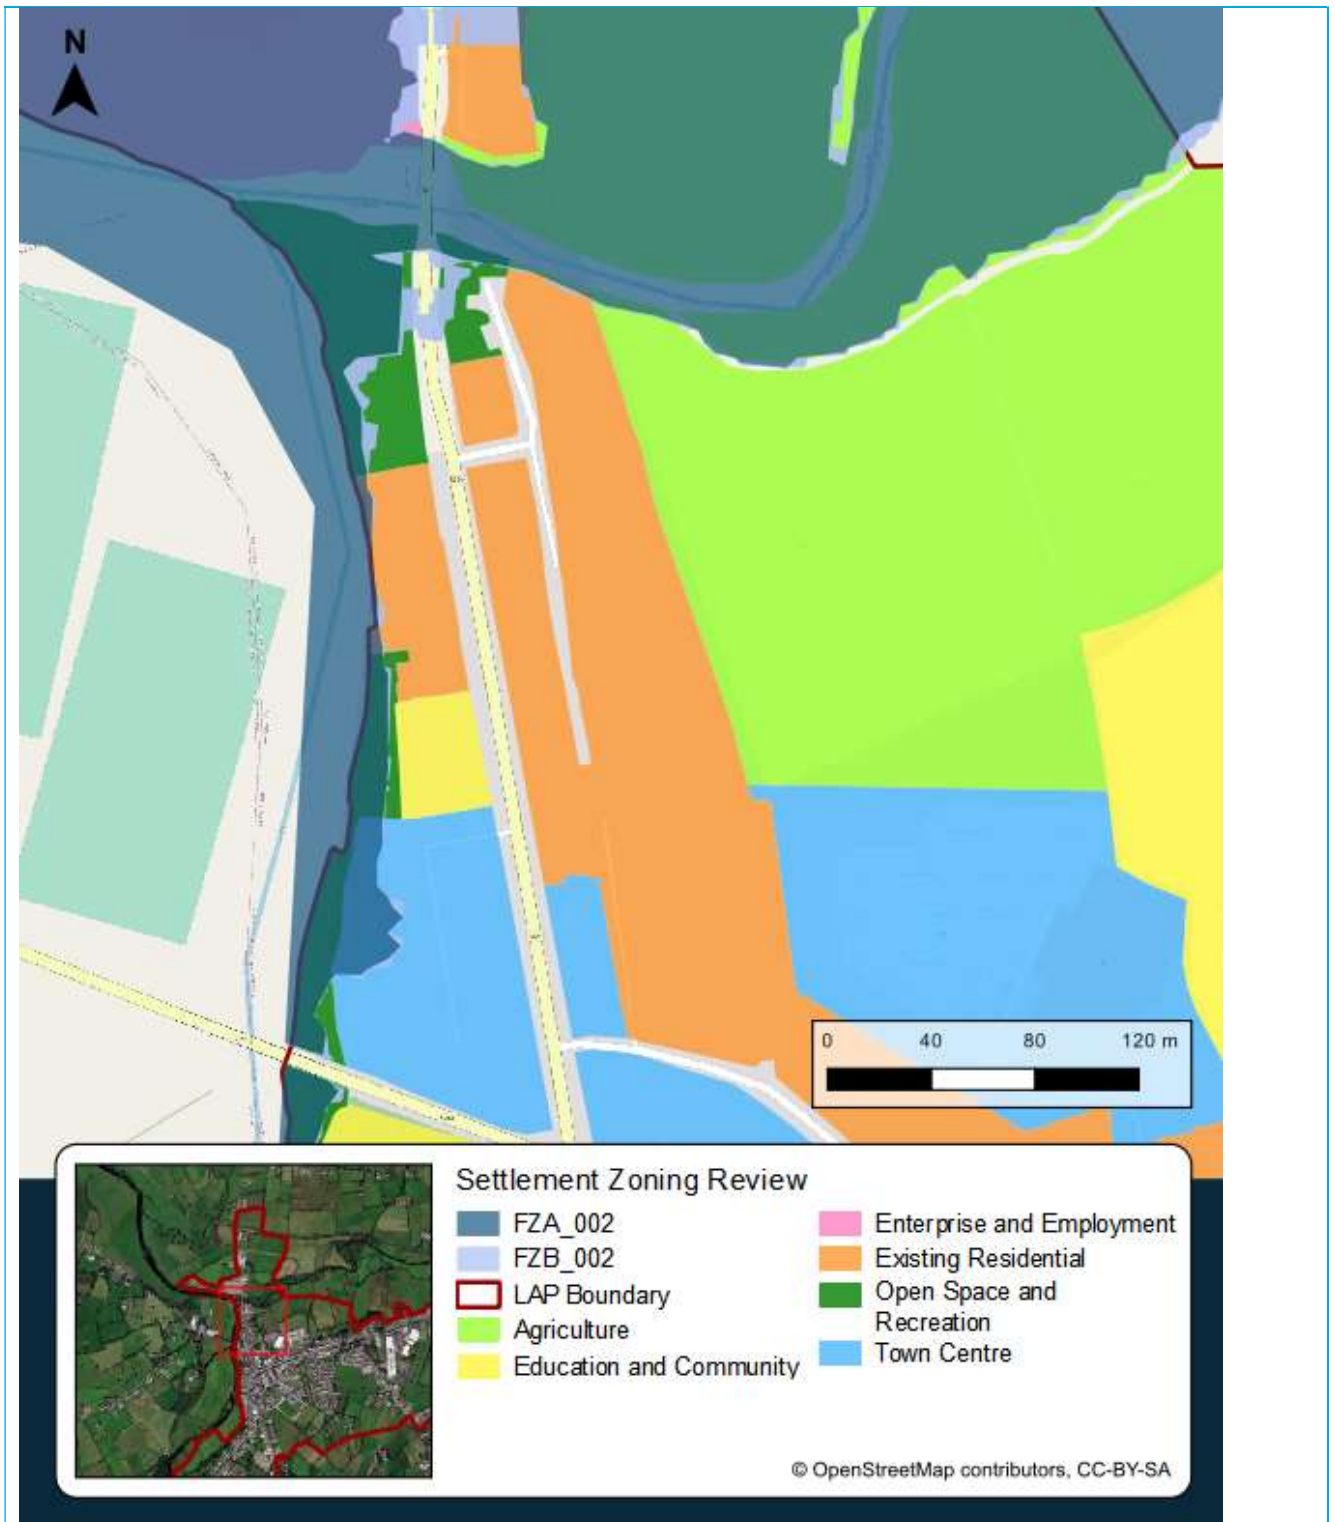 N
0 40 80 120 m
Settlement Zoning Review
FZA_002
FZB_002
LAP Boundary
Agriculture
Education and Community
Enterprise and Employment
Existing Residential
Open Space and
Recreation
Town Centre
© OpenStreetMap contributors, CC-BY-SA